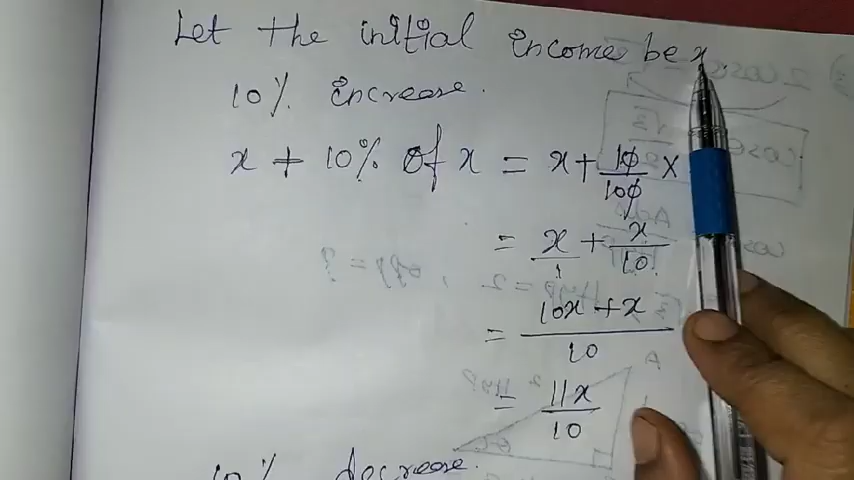 Let the initial income be x.
10% increase.
x + 10% of x = x + 10/100 ×
= x/1 + x/10
= 10x + x / 10
= 11x / 10
10% decrease.